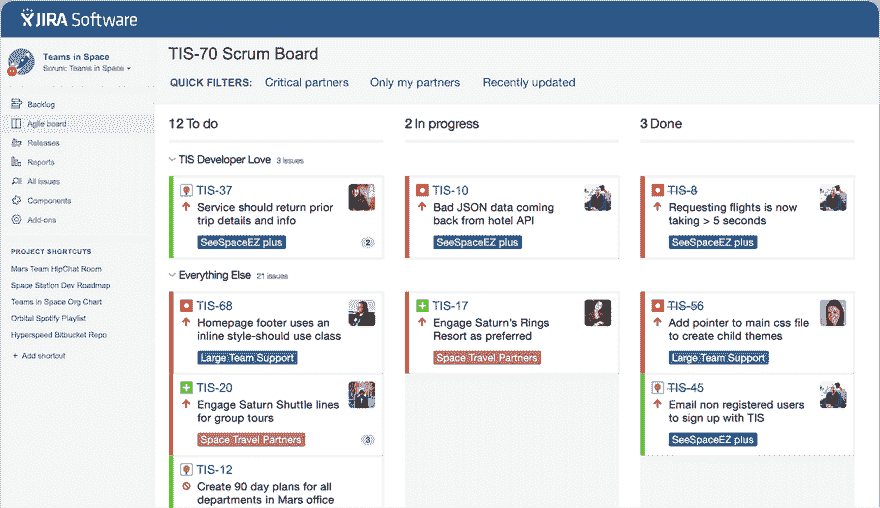 JIRA Software
Teams in Space
Scrum: Teams in Space
Backlog
Agile board
Releases
Reports
All issues
Components
Add-ons
PROJECT SHORTCUTS
Mars Team HipChat Room
Space Station Dev Roadmap
Teams in Space Org Chart
Orbital Spotify Playlist
Hyperspeed Bitbucket Repo
+ Add shortcut
TIS-70 Scrum Board
QUICK FILTERS: Critical partners Only my partners Recently updated
12 To do
2 In progress
3 Done
TIS Developer Love 3 issues
TIS-37
Service should return prior
trip details and info
SeeSpaceEZ plus
2
TIS-10
Bad JSON data coming
back from hotel API
SeeSpaceEZ plus
TIS-8
Requesting flights is now
taking > 5 seconds
SeeSpaceEZ plus
Everything Else 21 issues
TIS-68
Homepage footer uses an
inline style-should use class
Large Team Support
TIS-17
Engage Saturn's Rings
Resort as preferred
Space Travel Partners
TIS-56
Add pointer to main css file
to create child themes
Large Team Support
TIS-20
Engage Saturn Shuttle lines
for group tours
Space Travel Partners
3
TIS-45
Email non registered users
to sign up with TIS
SeeSpaceEZ plus
TIS-12
Create 90 day plans for all
departments in Mars office